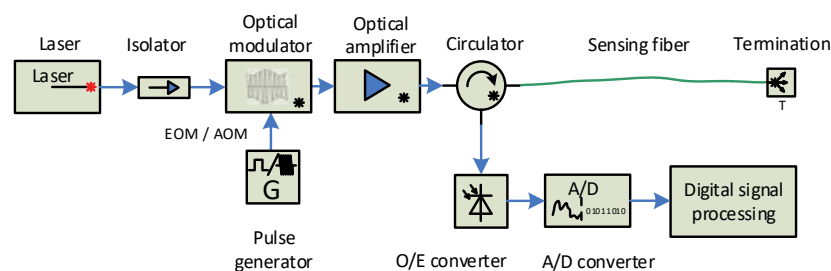 Laser
Isolator
Optical
modulator
Optical
amplifier
Circulator
Sensing fiber
Termination
Laser
T
EOM / AOM
G
Pulse
generator
O/E converter
A/D
01011010
A/D converter
Digital signal
processing